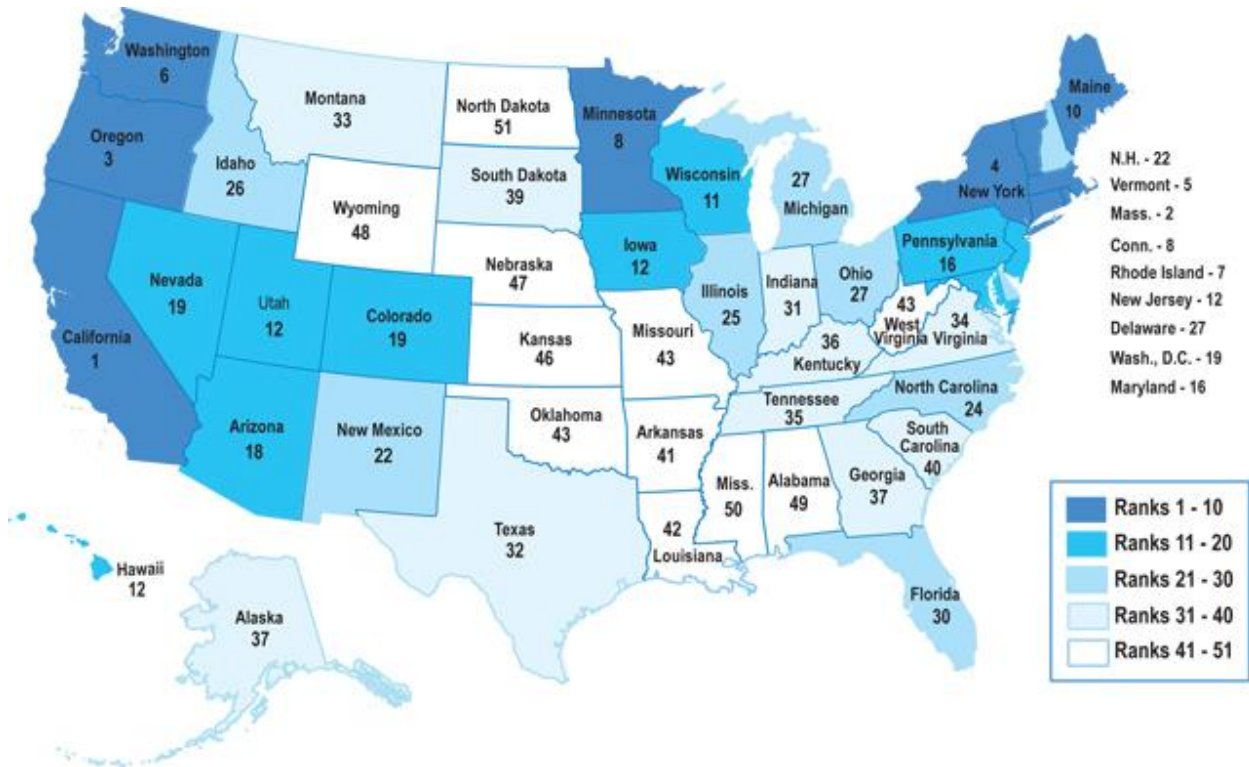 Washington
6
Oregon
3
California
1
Idaho
26
Nevada
19
Montana
33
Wyoming
48
Utah
12
Colorado
19
Arizona
18
New Mexico
22
North Dakota
51
South Dakota
39
Nebraska
47
Kansas
46
Oklahoma
43
Texas
32
Minnesota
8
Iowa
12
Missouri
43
Arkansas
41
42
Louisiana
Wisconsin
11
Illinois
25
27
Michigan
Indiana
31
Ohio
27
36
Kentucky
Tennessee
35
Miss.
50
Alabama
49
Georgia
37
Florida
30
South
Carolina
40
North Carolina
24
43
West
Virginia
34
Virginia
Pennsylvania
16
4
New York
Maine
10
Hawaii
12
Alaska
37
N.H. - 22
Vermont - 5
Mass. - 2
Conn. - 8
Rhode Island - 7
New Jersey - 12
Delaware - 27
Wash., D.C. - 19
Maryland - 16
Ranks 1 - 10
Ranks 11 - 20
Ranks 21 - 30
Ranks 31 - 40
Ranks 41 - 51